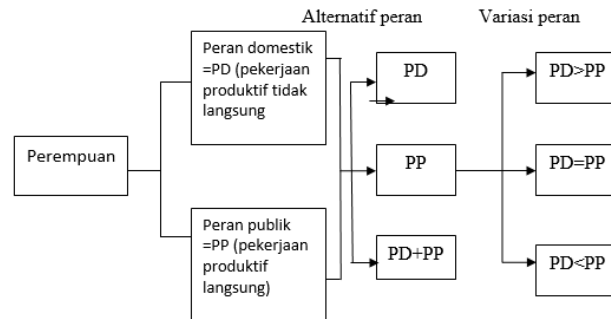 Alternatif peran
Variasi peran
Perempuan
Peran domestik
=PD (pekerjaan
produktif tidak
langsung
Peran publik
=PP (pekerjaan
produktif
langsung)
PD
PP
PD+PP
PD>PP
PD=PP
PD<PP